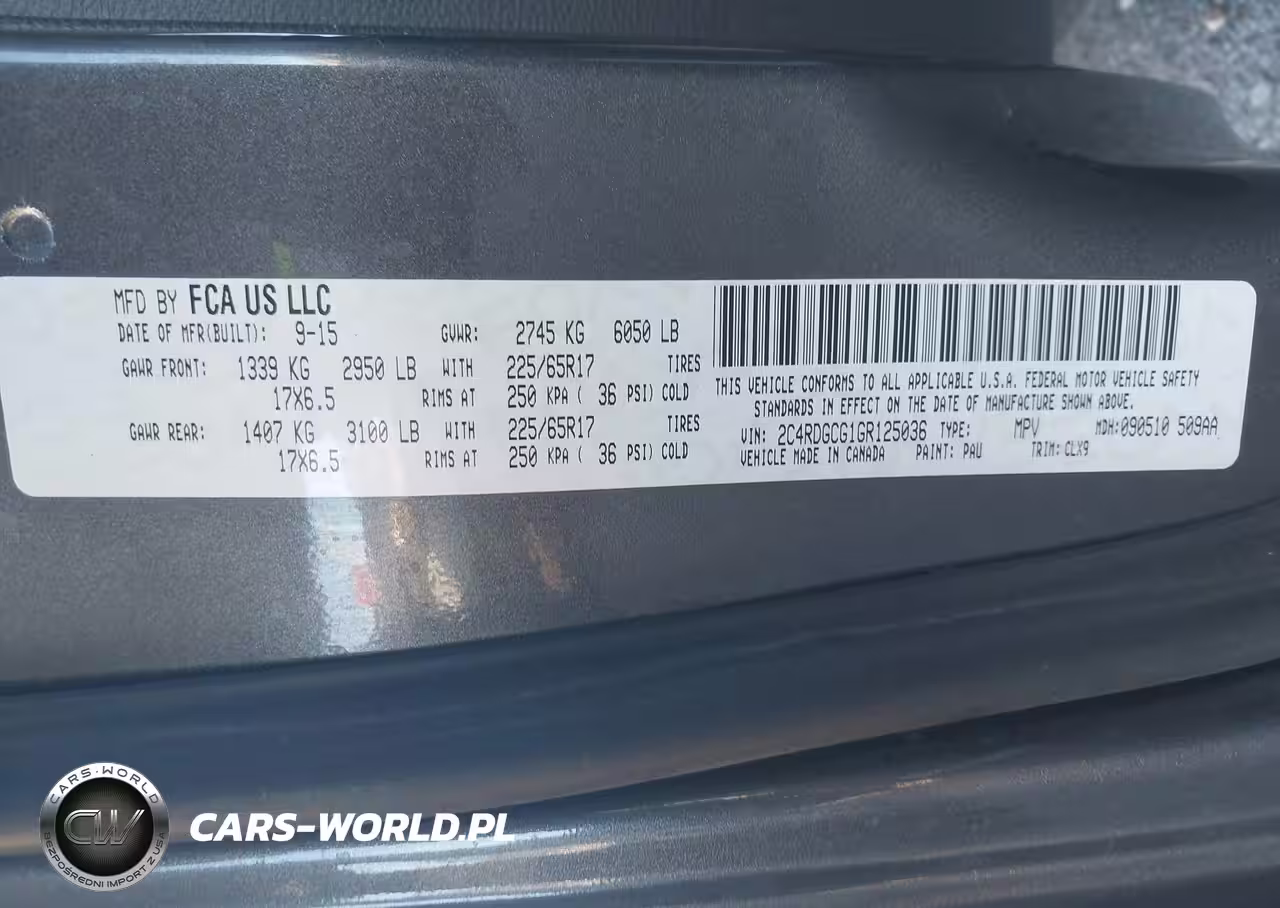 MFD BY FCA US LLC
DATE OF MFR(BUILT): 9-15 GVWR: 2745 KG 6050 LB
GAWR FRONT: 1339 KG 2950 LB WITH 225/65R17 TIRES
17X6.5 RIMS AT 250 KPA ( 36 PSI) COLD
GAWR REAR: 1407 KG 3100 LB WITH 225/65R17 TIRES
17X6.5 RIMS AT 250 KPA ( 36 PSI) COLD
THIS VEHICLE CONFORMS TO ALL APPLICABLE U.S.A. FEDERAL MOTOR VEHICLE SAFETY
STANDARDS IN EFFECT ON THE DATE OF MANUFACTURE SHOWN ABOVE.
VIN: 2C4RDGCG1GR125036 TYPE: MPV MDH:090510 509AA
VEHICLE MADE IN CANADA PAINT: PAU TRIM: CLX9
CARS-WORLD
CW
BEZPOŚREDNI IMPORT Z USA
CARS-WORLD.PL